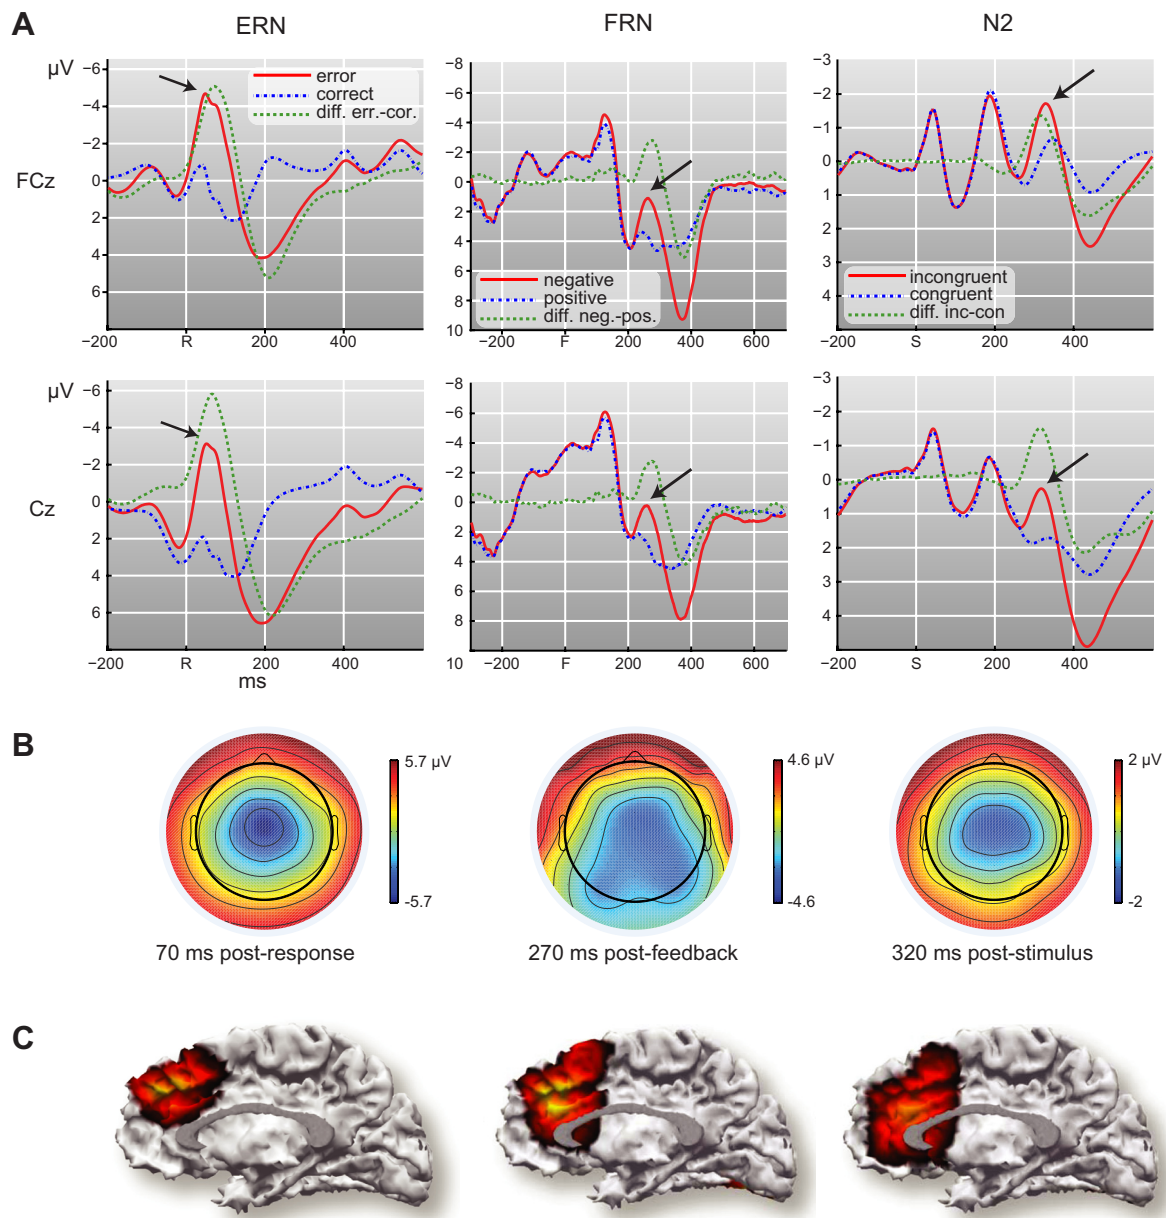 A
ERN
FRN
N2
µV
−6
−4
−2
0
2
4
6
FCz
error
correct
diff. err.-cor.
−200
R
200
400
−8
−6
−4
−2
0
2
4
6
8
10
negative
positive
diff. neg.-pos.
−200
F
200
400
600
−3
−2
−1
0
1
2
3
4
incongruent
congruent
diff. inc-con
−200
S
200
400
µV
−6
−4
−2
0
2
4
6
Cz
−200
R
200
400
ms
−8
−6
−4
−2
0
2
4
6
8
10
−200
F
200
400
600
−3
−2
−1
0
1
2
3
4
−200
S
200
400
B
5.7 µV
-5.7
70 ms post-response
4.6 µV
-4.6
270 ms post-feedback
2 µV
-2
320 ms post-stimulus
C